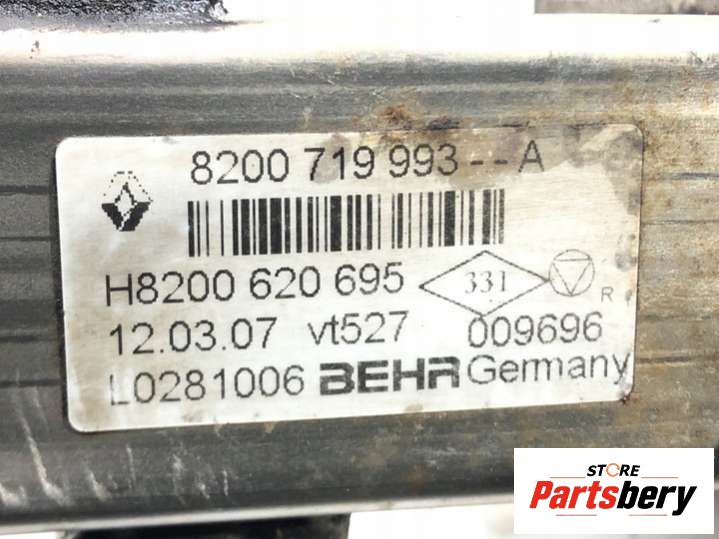 8200 719 993 -- A
H8200 620 695 331 R
12.03.07 vt527 009696
L0281006 BEHR Germany
STORE
Partsbery